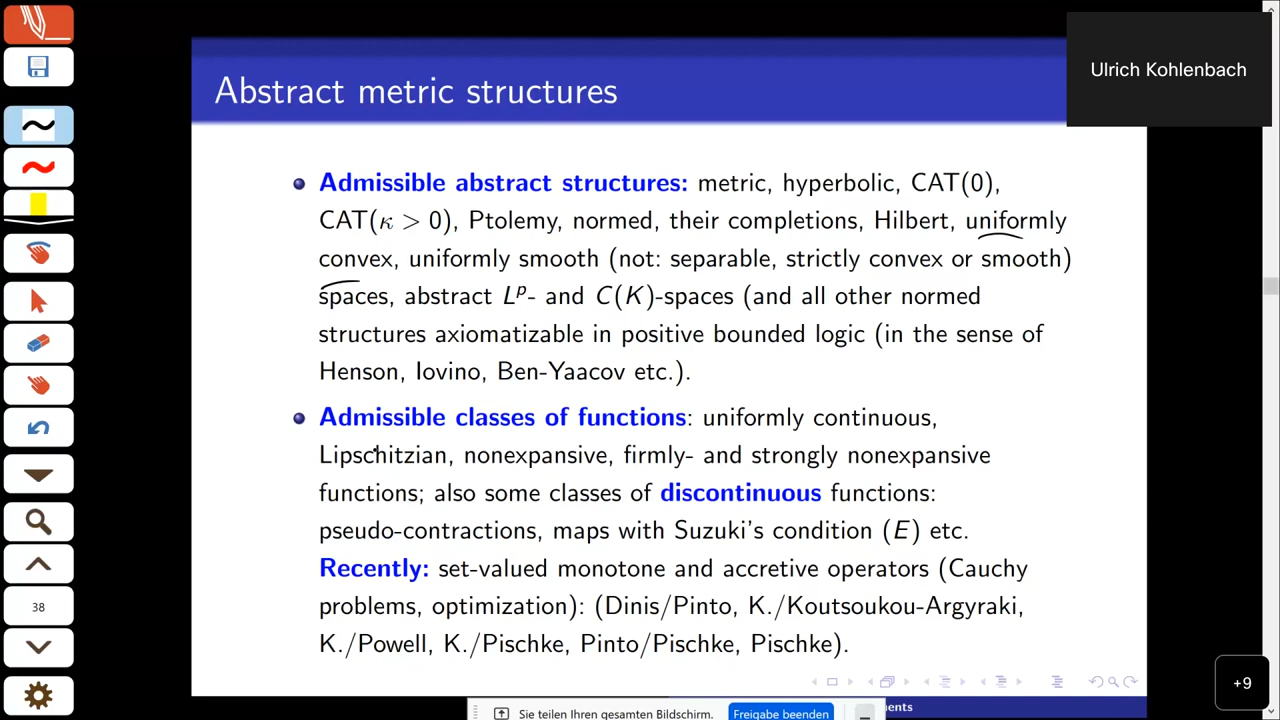 Ulrich Kohlenbach
Abstract metric structures
Admissible abstract structures: metric, hyperbolic, CAT(0),
CAT(κ > 0), Ptolemy, normed, their completions, Hilbert, uniformly
convex, uniformly smooth (not: separable, strictly convex or smooth)
spaces, abstract Lᵖ- and C(K)-spaces (and all other normed
structures axiomatizable in positive bounded logic (in the sense of
Henson, Iovino, Ben-Yaacov etc.).
Admissible classes of functions: uniformly continuous,
Lipschitzian, nonexpansive, firmly- and strongly nonexpansive
functions; also some classes of discontinuous functions:
pseudo-contractions, maps with Suzuki's condition (E) etc.
Recently: set-valued monotone and accretive operators (Cauchy
problems, optimization): (Dinis/Pinto, K./Koutsoukou-Argyraki,
K./Powell, K./Pischke, Pinto/Pischke, Pischke).
38
+9
Sie teilen Ihren gesamten Bildschirm.
Freigabe beenden